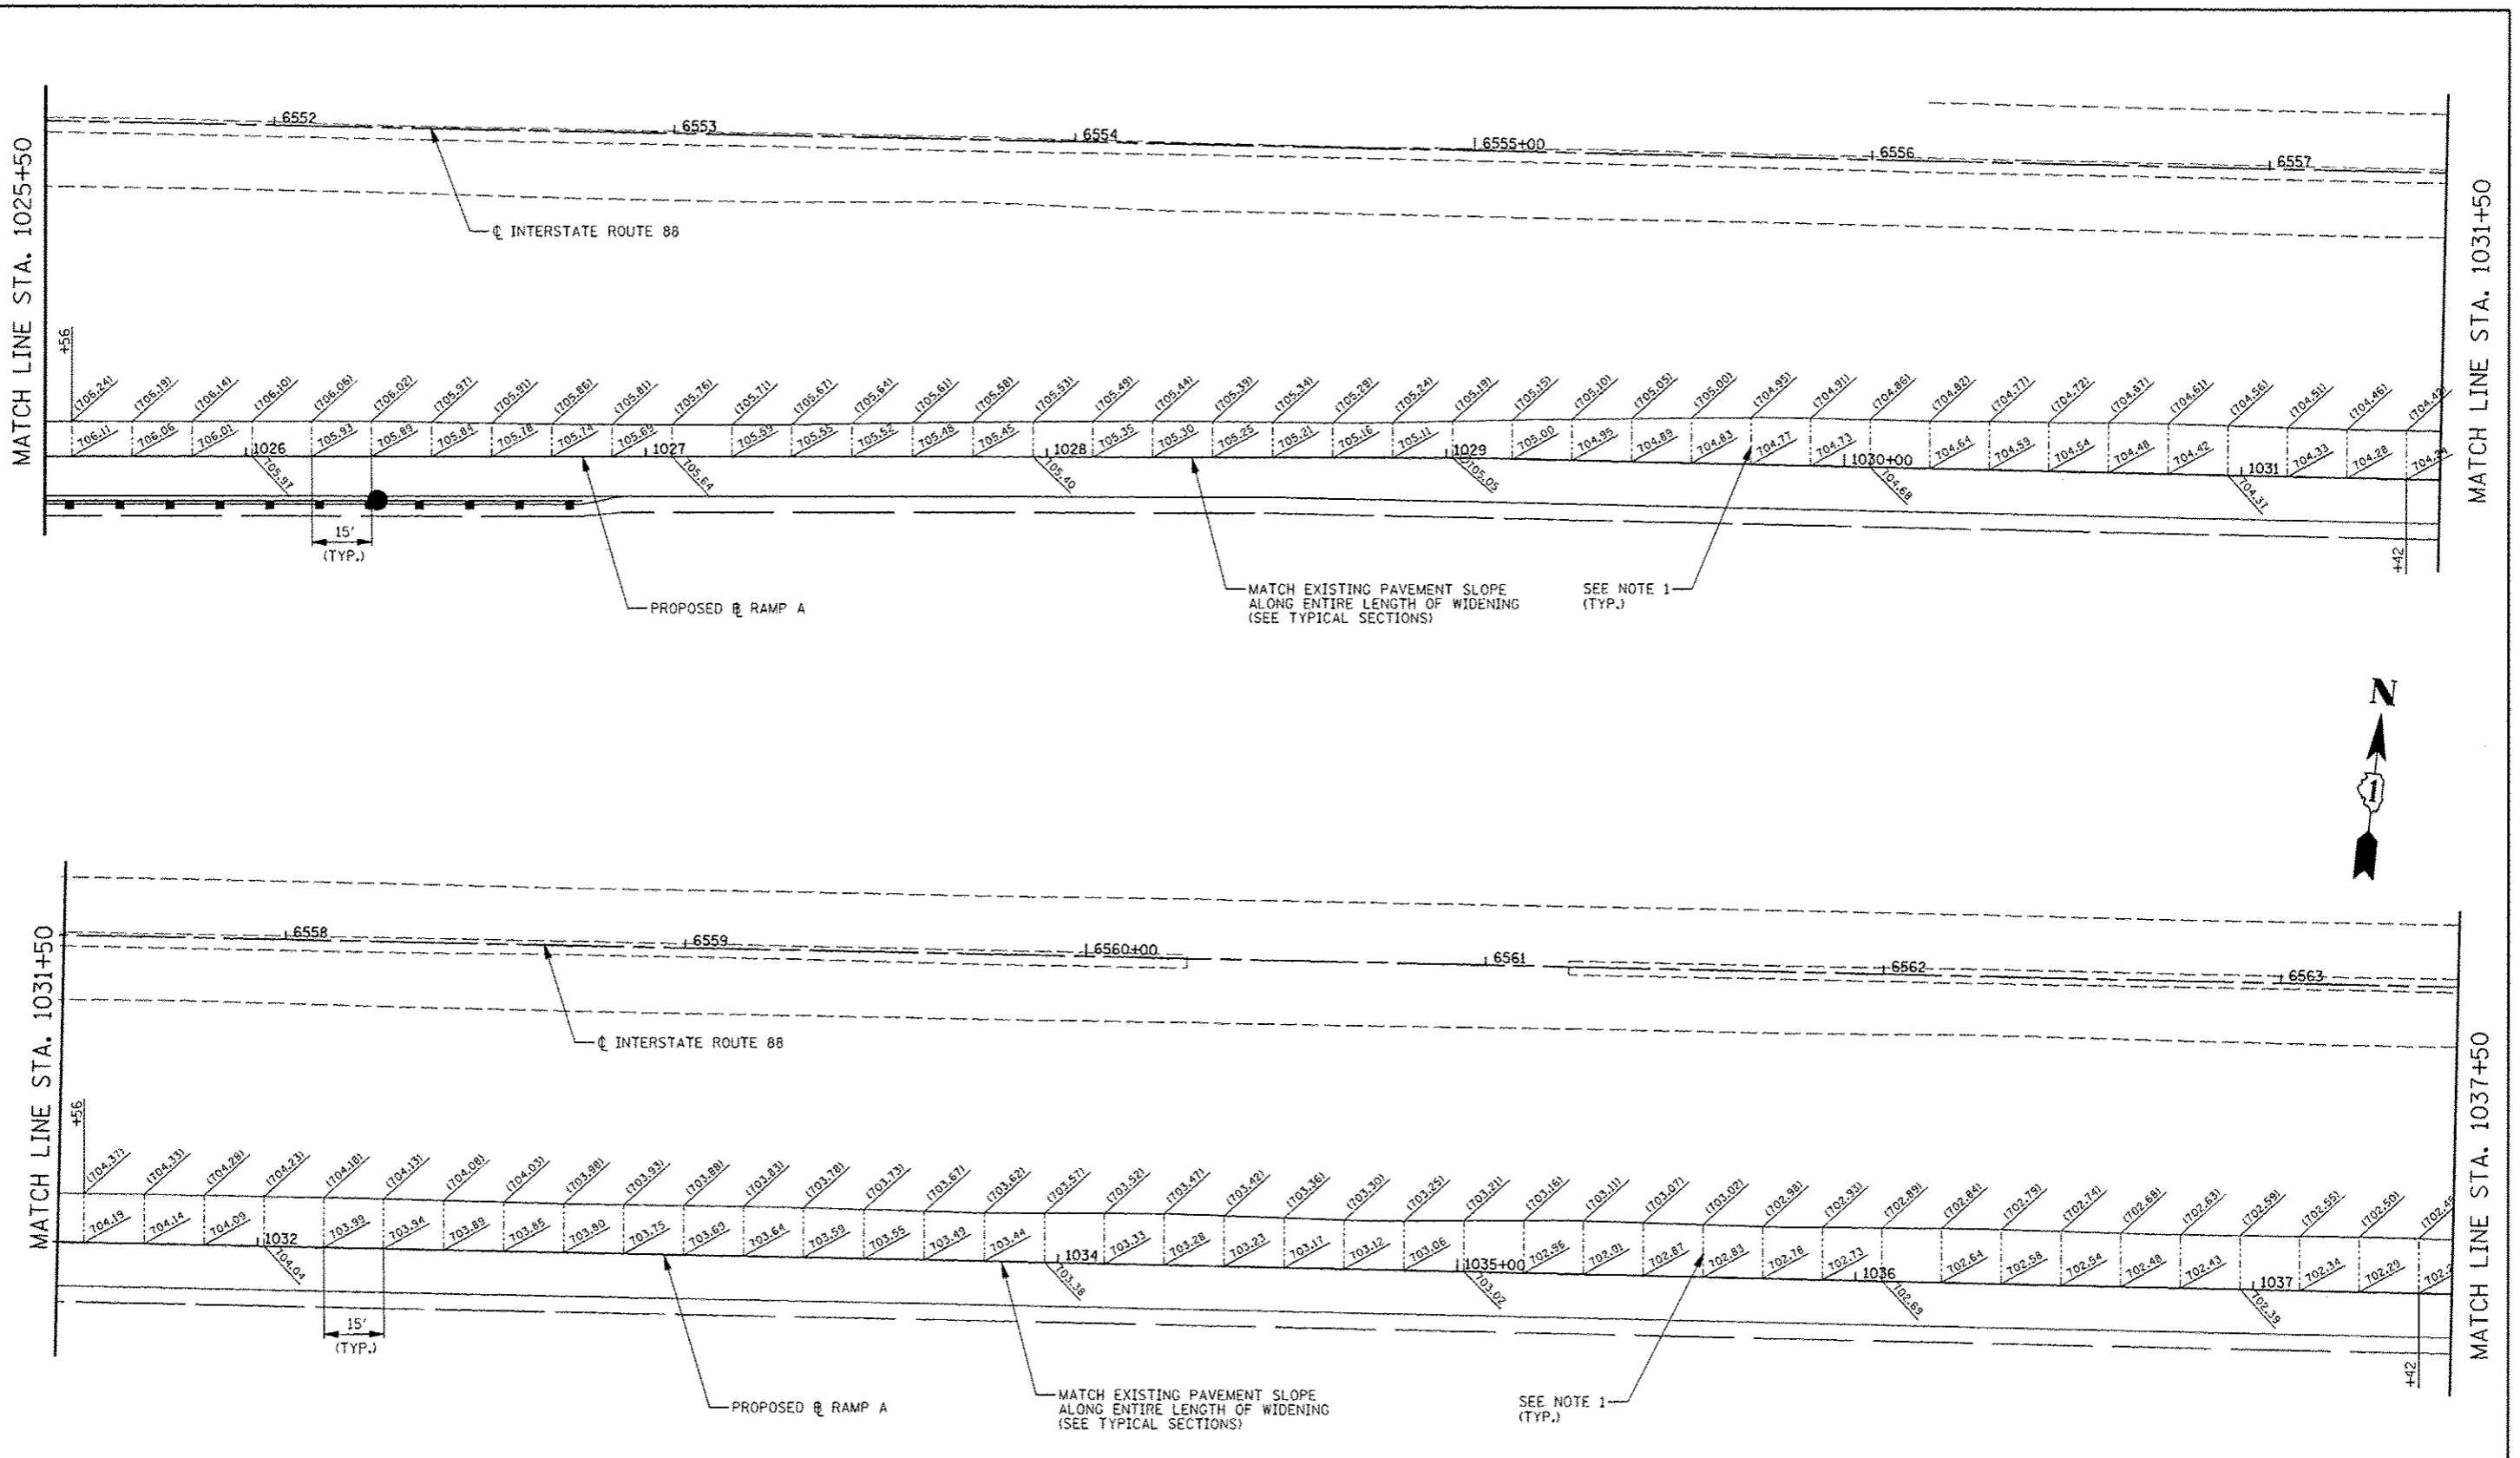 MATCH LINE STA. 1025+50
6552
6553
6554
6555+00
6556
6557
℄ INTERSTATE ROUTE 88
MATCH LINE STA. 1031+50
+56
(706.24) (706.19) (706.14) (706.10) (706.06) (706.02) (705.97) (705.91) (705.86) (705.81) (705.76) (705.71) (705.67) (705.64) (705.61) (705.58) (705.53) (705.49) (705.44) (705.39) (705.34) (705.29) (705.24) (705.19) (705.15) (705.10) (705.05) (705.00) (704.95) (704.91) (704.86) (704.82) (704.77) (704.72) (704.67) (704.61) (704.56) (704.51) (704.46) (704.42)
706.11 706.06 706.01 1026 705.93 705.89 705.84 705.78 705.74 705.69 1027 705.59 705.55 705.52 705.48 705.45 1028 705.35 705.30 705.25 705.21 705.16 705.11 1029 705.00 704.95 704.89 704.83 704.77 704.73 1030+00 704.64 704.59 704.54 704.48 704.42 1031 704.33 704.28 704.24
705.97 705.64 705.40 705.05 704.68 704.37
15'
(TYP.)
+42
PROPOSED ℄ RAMP A
MATCH EXISTING PAVEMENT SLOPE
ALONG ENTIRE LENGTH OF WIDENING
(SEE TYPICAL SECTIONS)
SEE NOTE 1
(TYP.)
N
1
MATCH LINE STA. 1031+50
6558
6559
6560+00
6561
6562
6563
℄ INTERSTATE ROUTE 88
MATCH LINE STA. 1037+50
+56
(704.37) (704.33) (704.28) (704.23) (704.18) (704.13) (704.08) (704.03) (703.98) (703.93) (703.88) (703.83) (703.78) (703.73) (703.67) (703.62) (703.57) (703.52) (703.47) (703.42) (703.36) (703.30) (703.25) (703.21) (703.16) (703.11) (703.07) (703.02) (702.98) (702.93) (702.89) (702.84) (702.79) (702.74) (702.68) (702.63) (702.59) (702.55) (702.50)
704.19 704.14 704.09 1032 703.99 703.94 703.89 703.85 703.80 703.75 703.69 703.64 703.59 703.55 703.49 703.44 1034 703.33 703.28 703.23 703.17 703.12 703.06 1035+00 702.96 702.91 702.87 702.83 702.78 702.73 1036 702.64 702.58 702.54 702.48 702.43 1037 702.34 702.29
704.04 703.38 703.02 702.69 702.39
15'
(TYP.)
+42
PROPOSED ℄ RAMP A
MATCH EXISTING PAVEMENT SLOPE
ALONG ENTIRE LENGTH OF WIDENING
(SEE TYPICAL SECTIONS)
SEE NOTE 1
(TYP.)